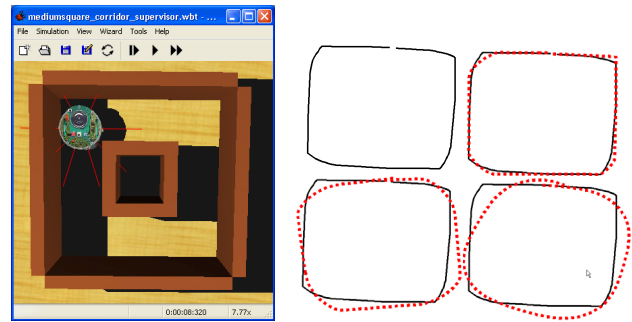 mediumsquare_corridor_supervisor.wbt - ...
File Simulation View Wizard Tools Help
0:00:08:320 7.77x